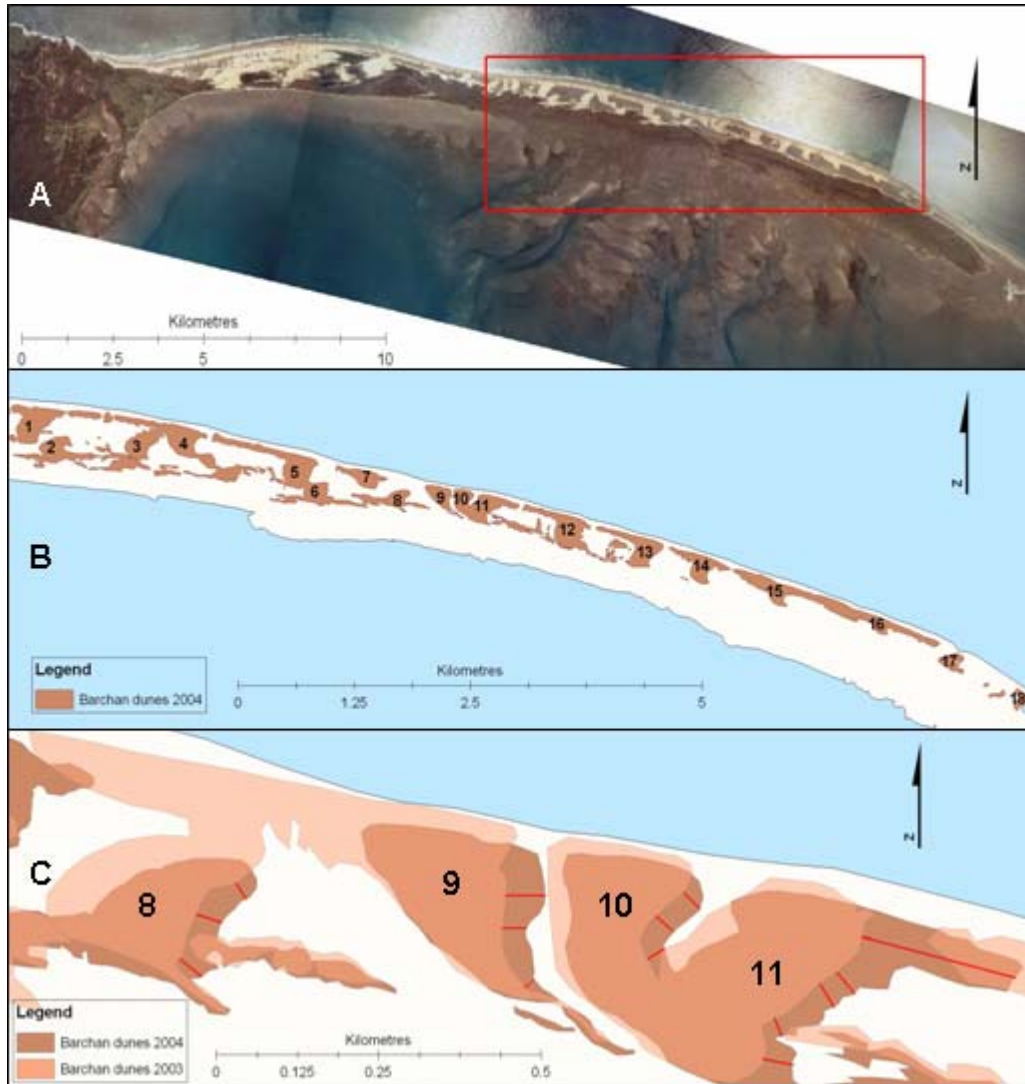 A
N
Kilometres
0 2.5 5 10
B
1 2 3 4 5 6 7 8 9 10 11 12 13 14 15 16 17 18
N
Legend
Barchan dunes 2004
Kilometres
0 1.25 2.5 5
C
8 9 10 11
N
Legend
Barchan dunes 2004
Barchan dunes 2003
Kilometres
0 0.125 0.25 0.5